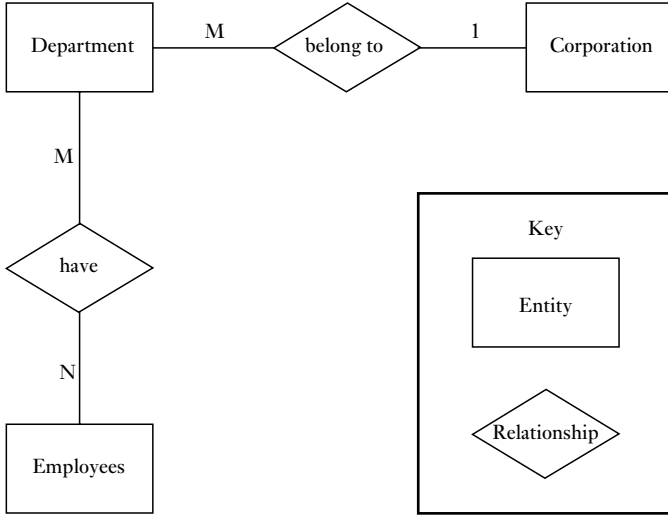 Department
M
belong to
1
Corporation
M
have
N
Employees
Key
Entity
Relationship